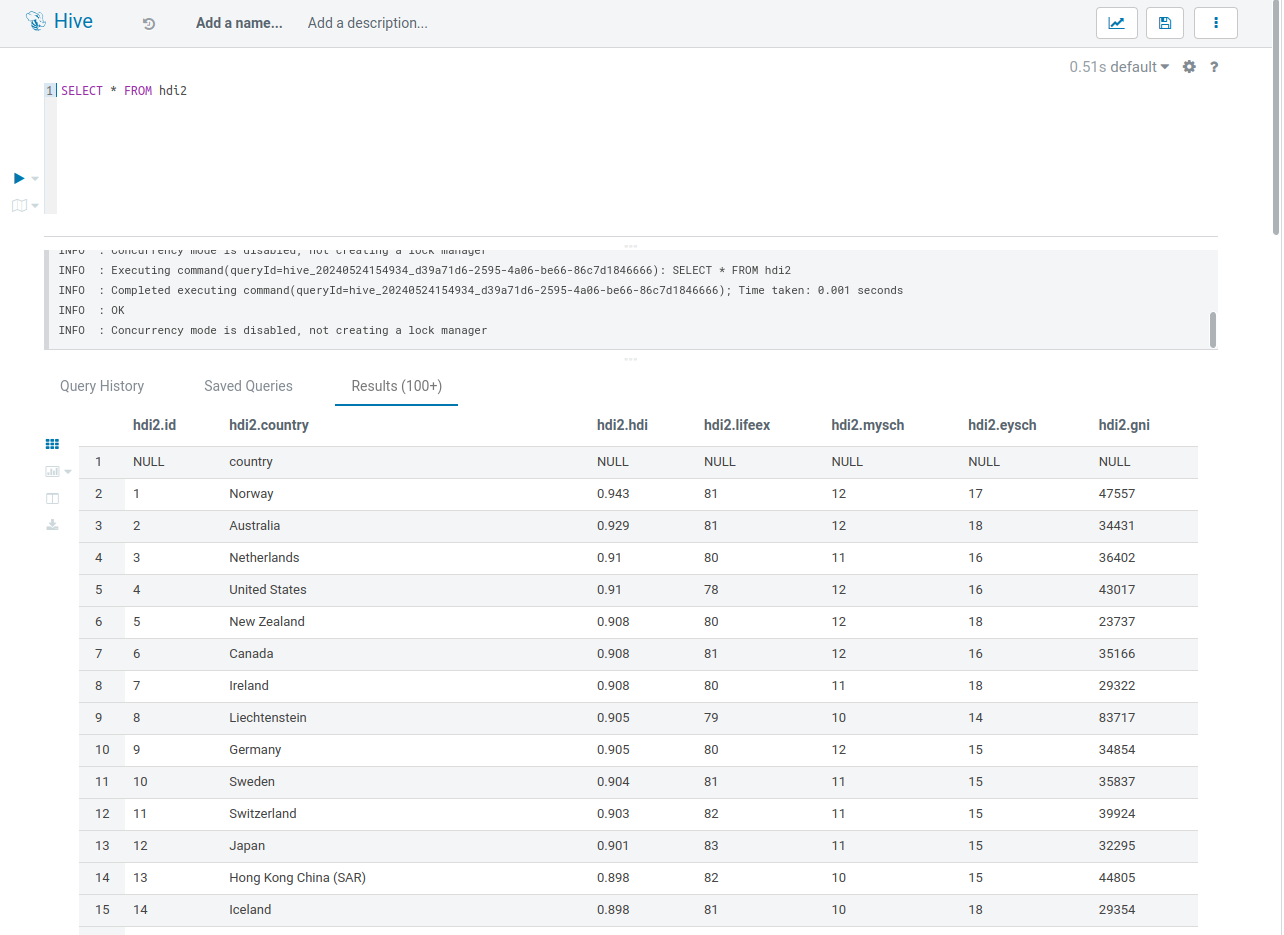 Hive Add a name... Add a description...
0.51s default ?
1 SELECT * FROM hdi2
INFO : Concurrency mode is disabled, not creating a lock manager
INFO : Executing command(queryId=hive_20240524154934_d39a71d6-2595-4a06-be66-86c7d1846666): SELECT * FROM hdi2
INFO : Completed executing command(queryId=hive_20240524154934_d39a71d6-2595-4a06-be66-86c7d1846666); Time taken: 0.001 seconds
INFO : OK
INFO : Concurrency mode is disabled, not creating a lock manager
Query History Saved Queries Results (100+)
hdi2.id hdi2.country hdi2.hdi hdi2.lifeex hdi2.mysch hdi2.eysch hdi2.gni
1 NULL country NULL NULL NULL NULL NULL
2 1 Norway 0.943 81 12 17 47557
3 2 Australia 0.929 81 12 18 34431
4 3 Netherlands 0.91 80 11 16 36402
5 4 United States 0.91 78 12 16 43017
6 5 New Zealand 0.908 80 12 18 23737
7 6 Canada 0.908 81 12 16 35166
8 7 Ireland 0.908 80 11 18 29322
9 8 Liechtenstein 0.905 79 10 14 83717
10 9 Germany 0.905 80 12 15 34854
11 10 Sweden 0.904 81 11 15 35837
12 11 Switzerland 0.903 82 11 15 39924
13 12 Japan 0.901 83 11 15 32295
14 13 Hong Kong China (SAR) 0.898 82 10 15 44805
15 14 Iceland 0.898 81 10 18 29354